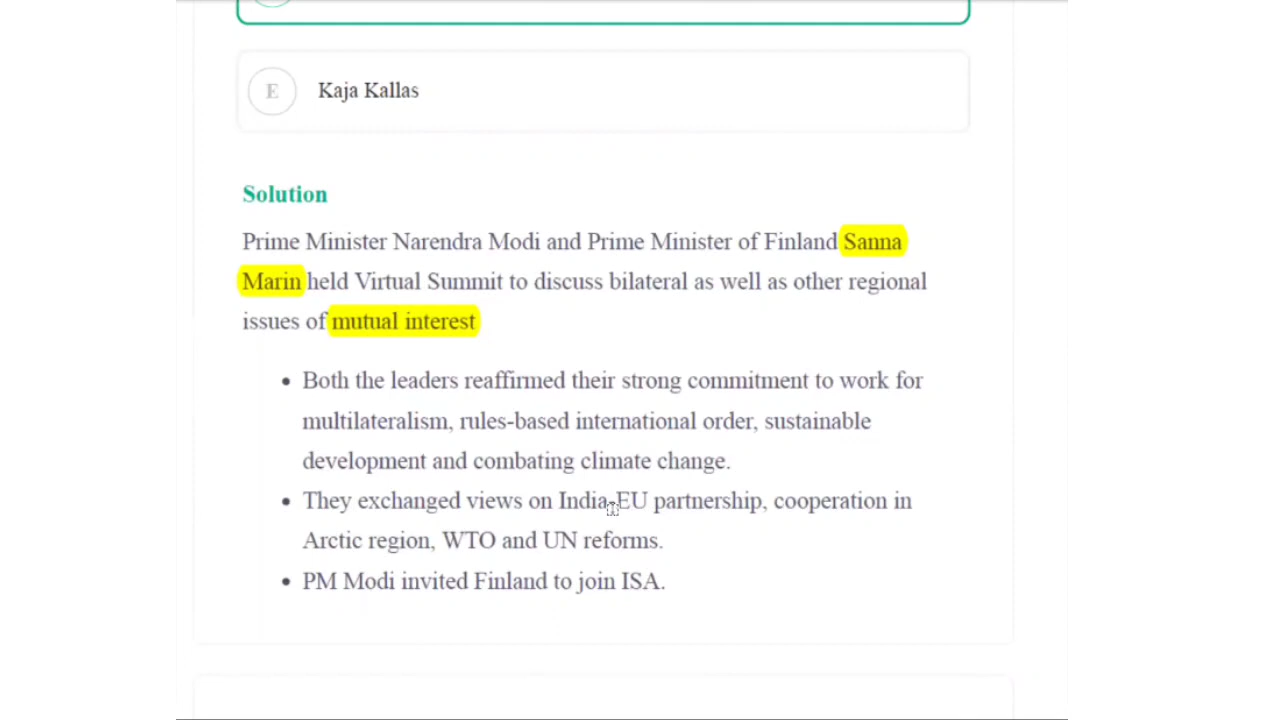 E Kaja Kallas
Solution
Prime Minister Narendra Modi and Prime Minister of Finland Sanna
Marin held Virtual Summit to discuss bilateral as well as other regional
issues of mutual interest
• Both the leaders reaffirmed their strong commitment to work for
multilateralism, rules-based international order, sustainable
development and combating climate change.
• They exchanged views on India-EU partnership, cooperation in
Arctic region, WTO and UN reforms.
• PM Modi invited Finland to join ISA.